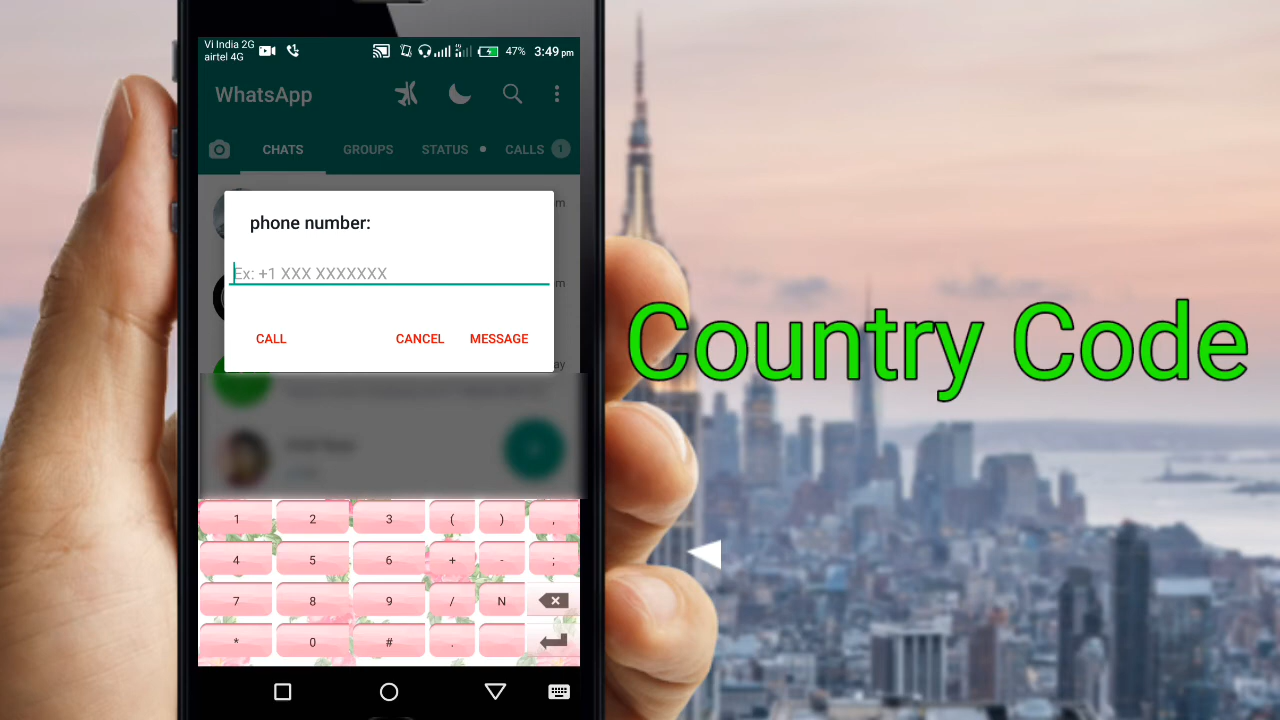 Vi India 2G
airtel 4G
47% 3:49 pm
WhatsApp
CHATS GROUPS STATUS CALLS 1
phone number:
Ex: +1 XXX XXXXXXX
CALL CANCEL MESSAGE
Country Code
1 2 3 ( ) ,
4 5 6 + - ;
7 8 9 / N
* 0 # .